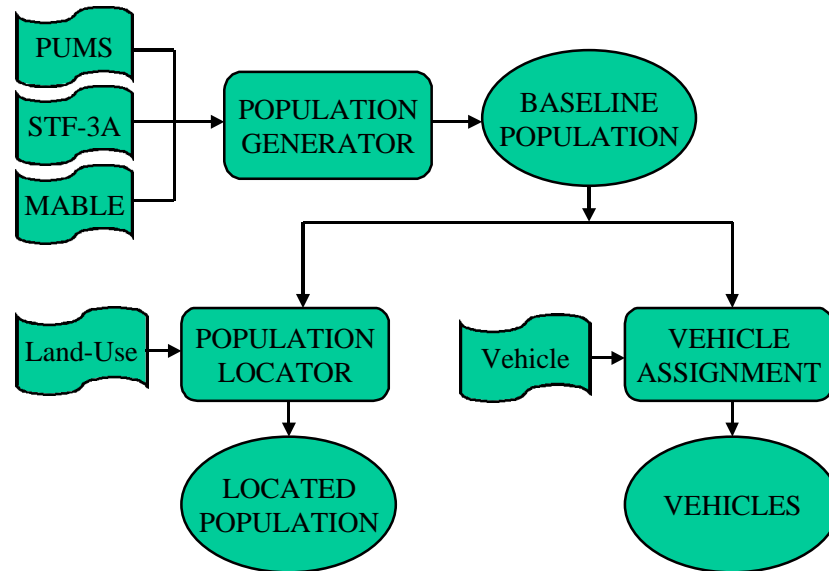 PUMS
STF-3A
MABLE
POPULATION
GENERATOR
BASELINE
POPULATION
Land-Use
POPULATION
LOCATOR
Vehicle
VEHICLE
ASSIGNMENT
LOCATED
POPULATION
VEHICLES